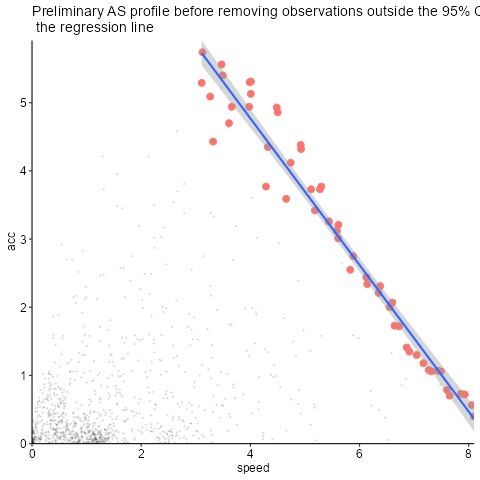 Preliminary AS profile before removing observations outside the 95%
the regression line
acc
5
4
3
2
1
0
0 2 4 6 8
speed